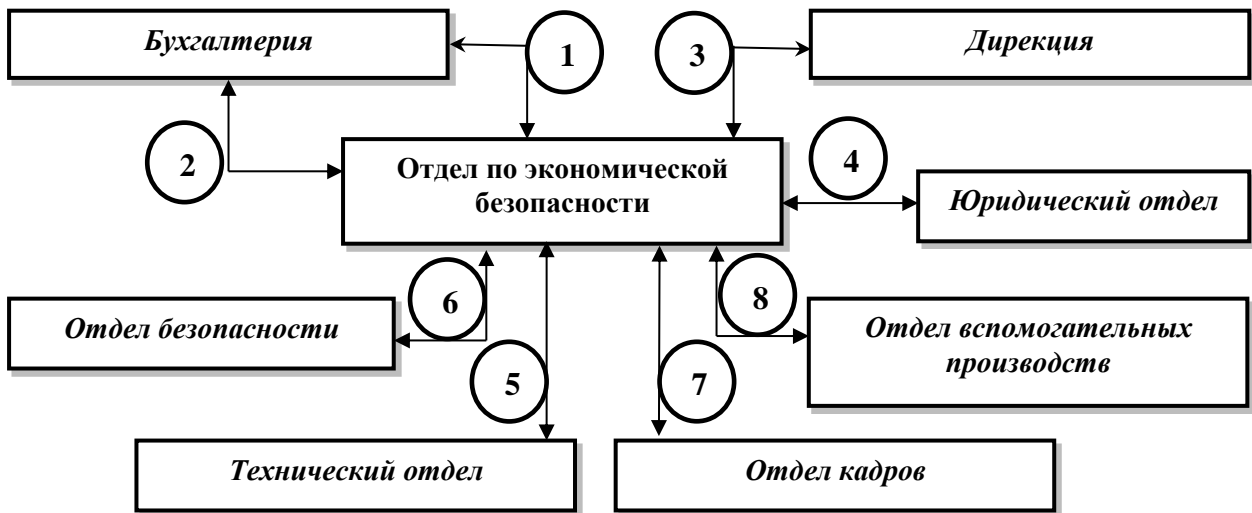 Бухгалтерия
1
3
Дирекция
2
Отдел по экономической
безопасности
4
Юридический отдел
6
8
Отдел безопасности
Отдел вспомогательных
производств
5
7
Технический отдел
Отдел кадров